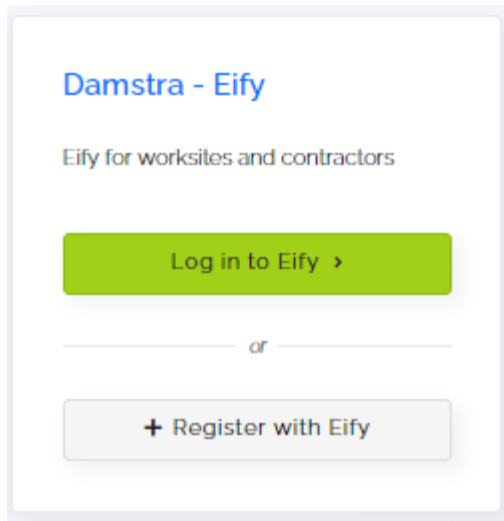 Damstra - Eify
Eify for worksites and contractors
Log in to Eify >
or
+ Register with Eify